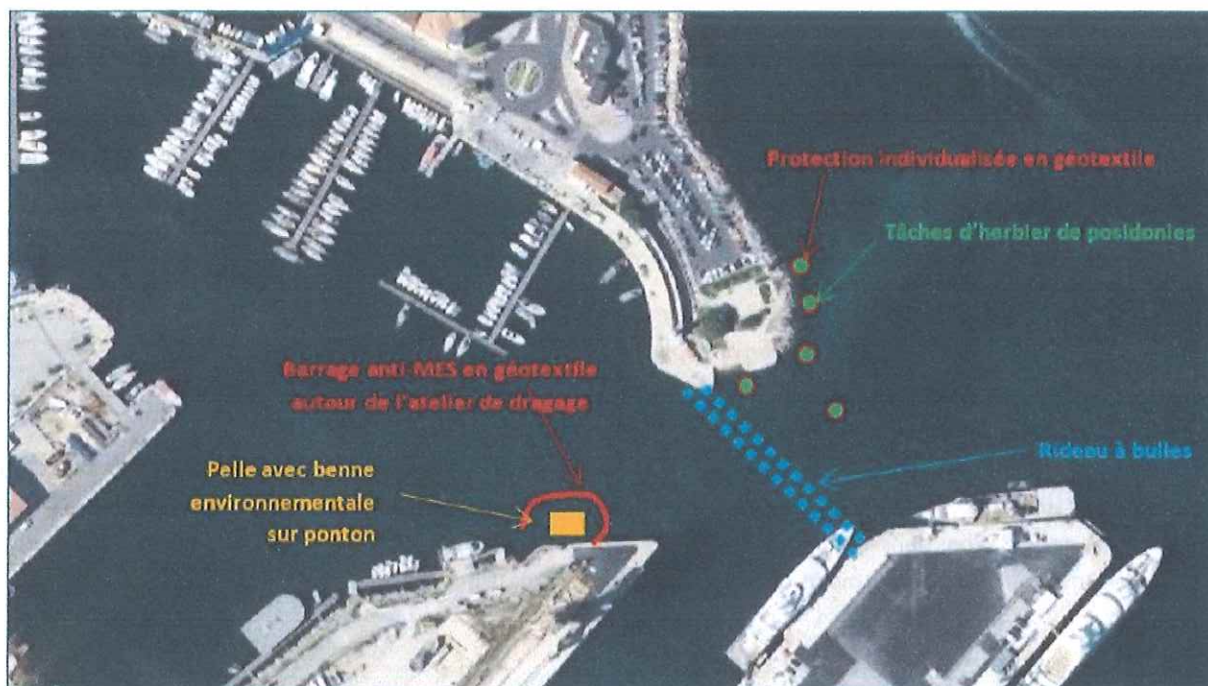 Protection individualisée en géotextile
Tâches d'herbier de posidonies
Barrage anti-MES en géotextile
autour de l'atelier de dragage
Rideau à bulles
Pelle avec benne
environnementale
sur ponton